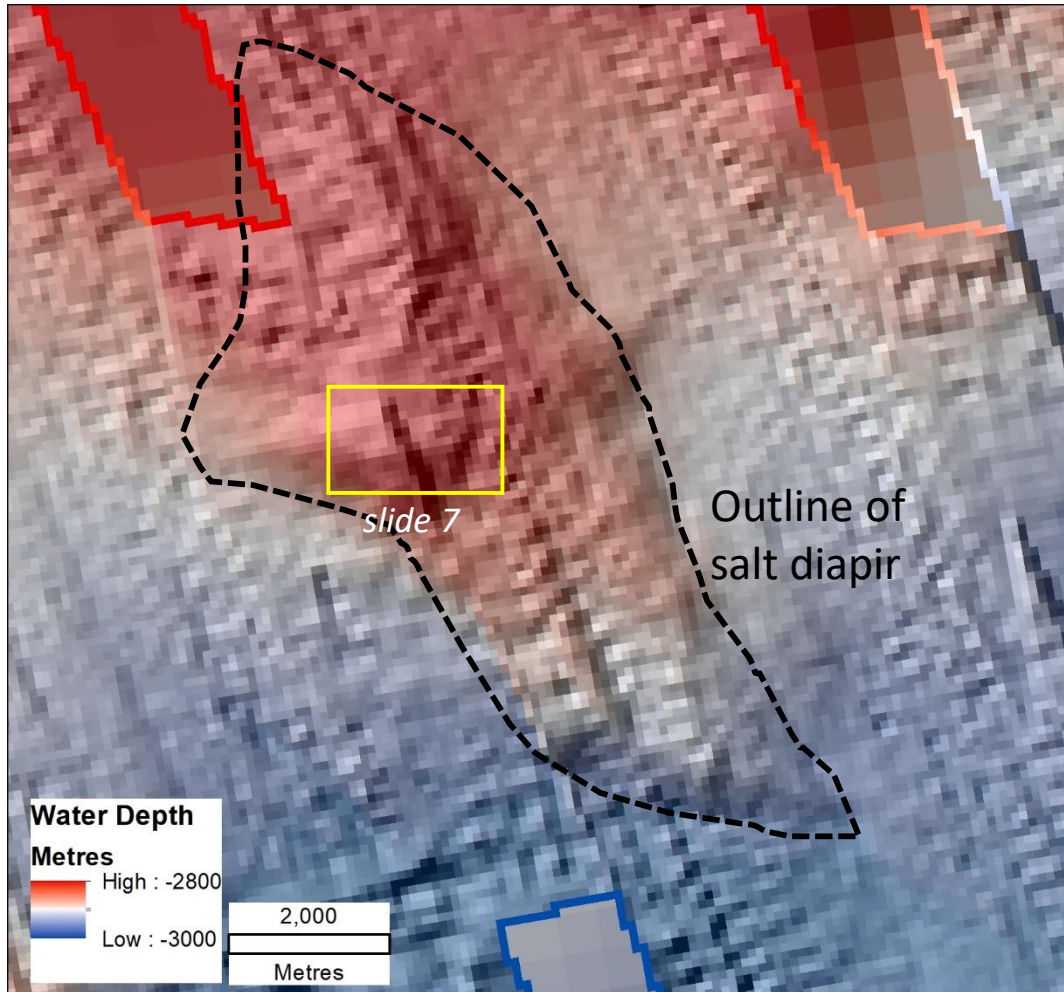 slide 7
Outline of
salt diapir
Water Depth
Metres
High : -2800
Low : -3000
2,000
Metres